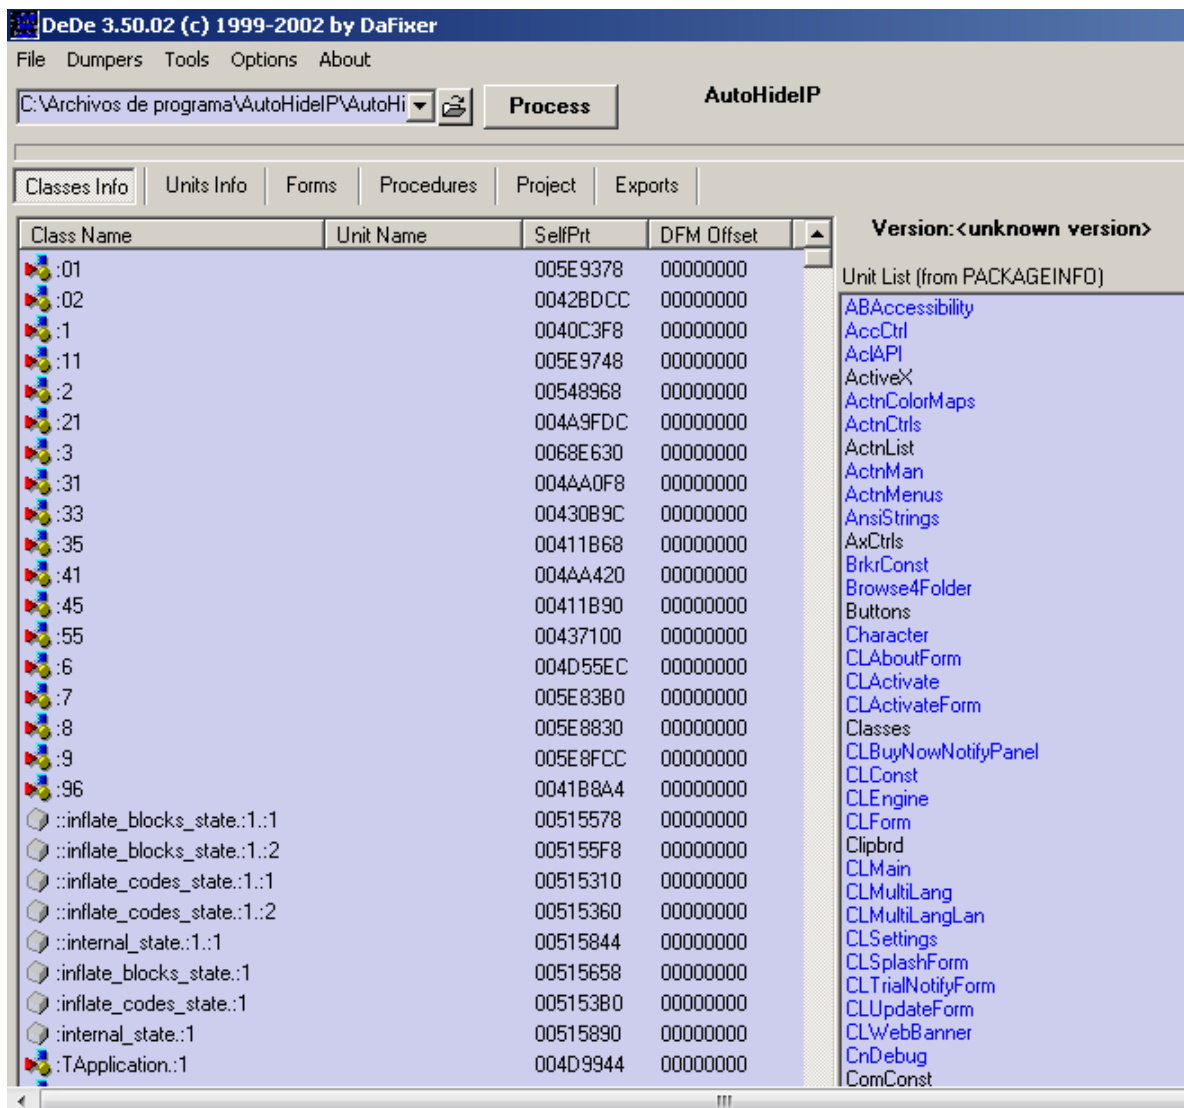 DeDe 3.50.02 (c) 1999-2002 by DaFixer
File Dumpers Tools Options About
C:\Archivos de programa\AutoHideIP\AutoHi Process AutoHideIP
Classes Info Units Info Forms Procedures Project Exports
Class Name Unit Name SelfPrt DFM Offset
:01 005E9378 00000000
:02 0042BDCC 00000000
:1 0040C3F8 00000000
:11 005E9748 00000000
:2 00548968 00000000
:21 004A9FDC 00000000
:3 0068E630 00000000
:31 004AA0F8 00000000
:33 00430B9C 00000000
:35 00411B68 00000000
:41 004AA420 00000000
:45 00411B90 00000000
:55 00437100 00000000
:6 004D55EC 00000000
:7 005E83B0 00000000
:8 005E8830 00000000
:9 005E8FCC 00000000
:96 0041B8A4 00000000
::inflate_blocks_state.:1.:1 00515578 00000000
::inflate_blocks_state.:1.:2 005155F8 00000000
::inflate_codes_state.:1.:1 00515310 00000000
::inflate_codes_state.:1.:2 00515360 00000000
::internal_state.:1.:1 00515844 00000000
:inflate_blocks_state.:1 00515658 00000000
:inflate_codes_state.:1 005153B0 00000000
:internal_state.:1 00515890 00000000
:TApplication.:1 004D9944 00000000
Version:<unknown version>
Unit List (from PACKAGEINFO)
ABAccessibility
AccCtrl
AclAPI
ActiveX
ActnColorMaps
ActnCtrls
ActnList
ActnMan
ActnMenus
AnsiStrings
AxCtrls
BrkrConst
Browse4Folder
Buttons
Character
CLAboutForm
CLActivate
CLActivateForm
Classes
CLBuyNowNotifyPanel
CLConst
CLEngine
CLForm
Clipbrd
CLMain
CLMultiLang
CLMultiLangLan
CLSettings
CLSplashForm
CLTrialNotifyForm
CLUpdateForm
CLWebBanner
CnDebug
ComConst